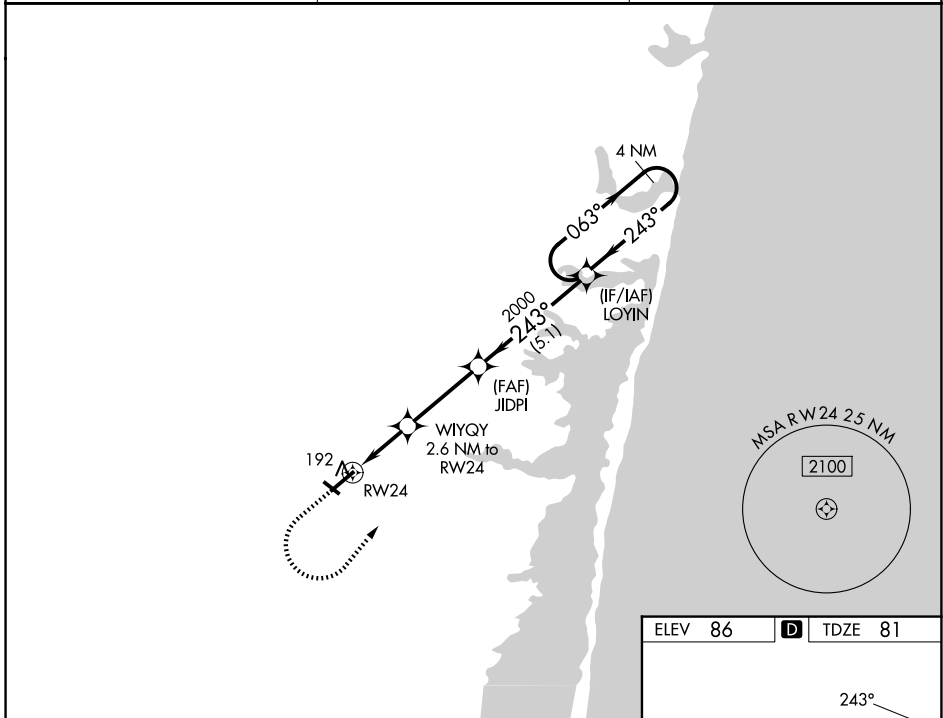 4 NM
063°
243°
(IF/IAF)
LOYIN
2000
243°
(5.1)
(FAF)
JIDPI
WIYQY
2.6 NM to
RW24
192
RW24
MSA RW24 25 NM
2100
ELEV 86 D TDZE 81
243°